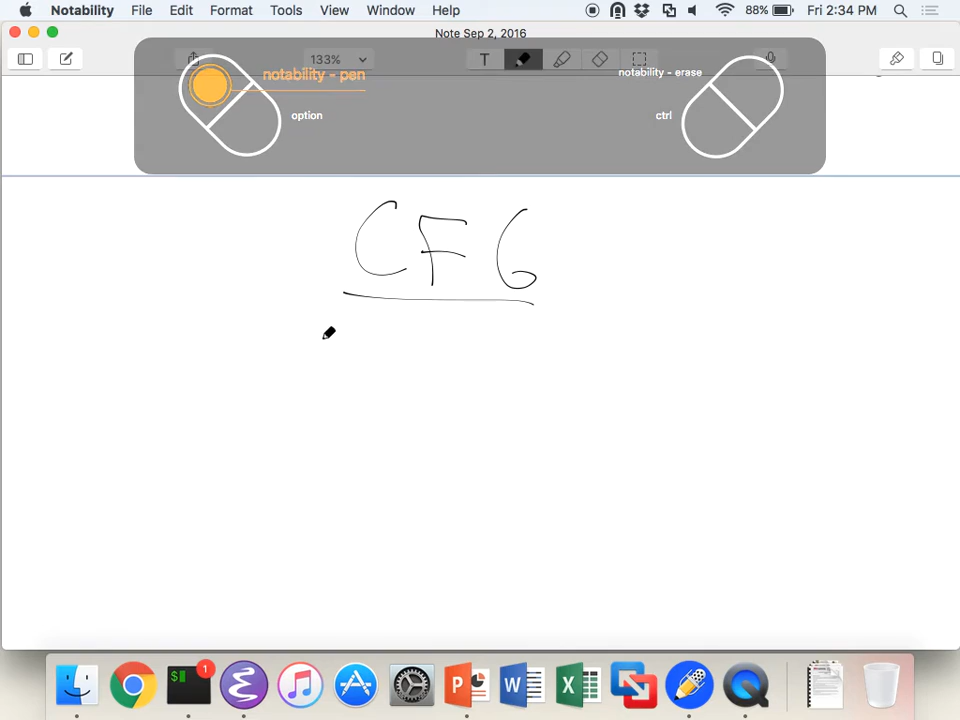 Notability File Edit Format Tools View Window Help 88% Fri 2:34 PM
Note Sep 2, 2016
133% T
notability - pen
notability - erase
option
ctrl
CFG
$ 1
P W X